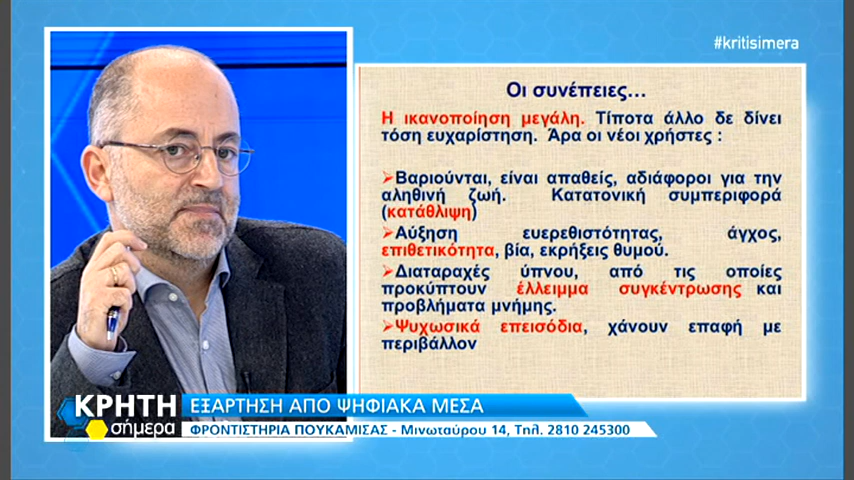 #kritisimera
Οι συνέπειες…
Η ικανοποίηση μεγάλη. Τίποτα άλλο δε δίνει
τόση ευχαρίστηση. Άρα οι νέοι χρήστες :
➢Βαριούνται, είναι απαθείς, αδιάφοροι για την
αληθινή ζωή. Κατατονική συμπεριφορά
(κατάθλιψη)
➢Αύξηση ευερεθιστότητας, άγχος,
επιθετικότητα, βία, εκρήξεις θυμού.
➢Διαταραχές ύπνου, από τις οποίες
προκύπτουν έλλειμμα συγκέντρωσης και
προβλήματα μνήμης.
➢Ψυχωσικά επεισόδια, χάνουν επαφή με
περιβάλλον
ΚΡΗΤΗ
σήμερα
ΕΞΑΡΤΗΣΗ ΑΠΟ ΨΗΦΙΑΚΑ ΜΕΣΑ
ΦΡΟΝΤΙΣΤΗΡΙΑ ΠΟΥΚΑΜΙΣΑΣ - Μινωταύρου 14, Τηλ. 2810 245300